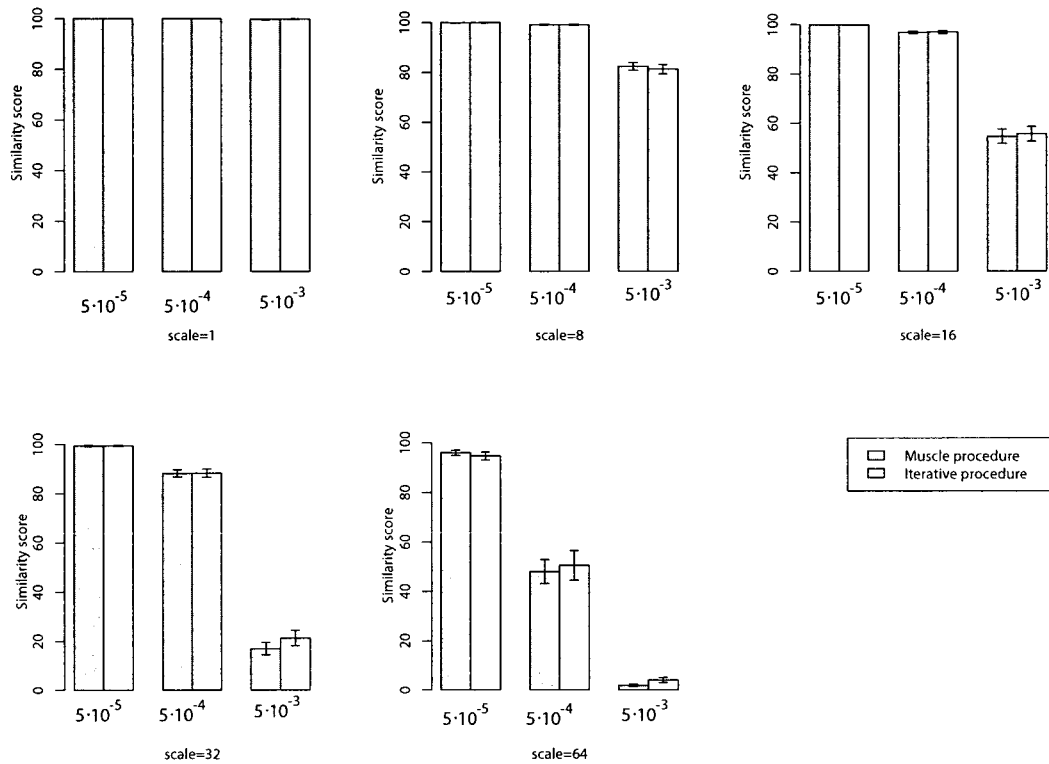 Similarity score
0 20 40 60 80 100
5·10⁻⁵ 5·10⁻⁴ 5·10⁻³
scale=1
Similarity score
0 20 40 60 80 100
5·10⁻⁵ 5·10⁻⁴ 5·10⁻³
scale=8
Similarity score
0 20 40 60 80 100
5·10⁻⁵ 5·10⁻⁴ 5·10⁻³
scale=16
Similarity score
0 20 40 60 80 100
5·10⁻⁵ 5·10⁻⁴ 5·10⁻³
scale=32
Similarity score
0 20 40 60 80 100
5·10⁻⁵ 5·10⁻⁴ 5·10⁻³
scale=64
Muscle procedure
Iterative procedure